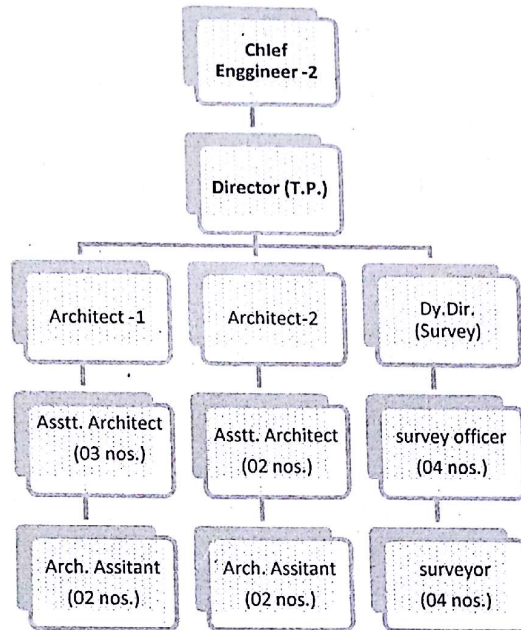 Chief
Enggineer -2
Director (T.P.)
Architect -1
Architect-2
Dy.Dir.
(Survey)
Asstt. Architect
(03 nos.)
Asstt. Architect
(02 nos.)
survey officer
(04 nos.)
Arch. Assitant
(02 nos.)
Arch. Assitant
(02 nos.)
surveyor
(04 nos.)